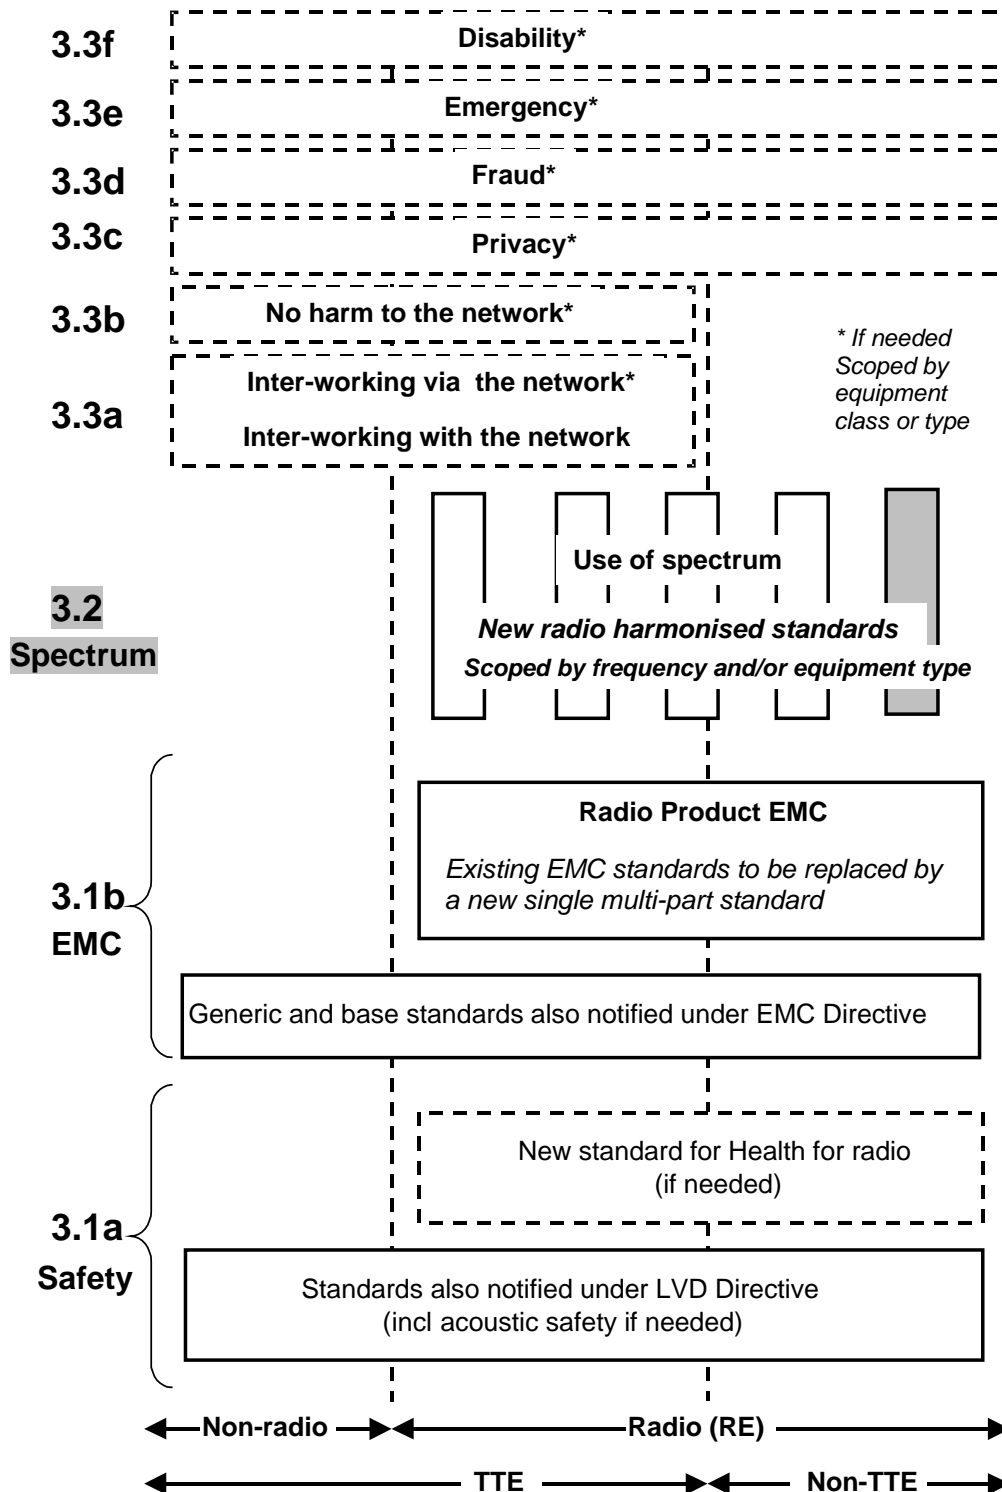 3.3f
Disability*
3.3e
Emergency*
3.3d
Fraud*
3.3c
Privacy*
3.3b
No harm to the network*
3.3a
Inter-working via the network*
Inter-working with the network
* If needed
Scoped by
equipment
class or type
3.2
Spectrum
Use of spectrum
New radio harmonised standards
Scoped by frequency and/or equipment type
3.1b
EMC
Radio Product EMC
Existing EMC standards to be replaced by
a new single multi-part standard
Generic and base standards also notified under EMC Directive
3.1a
Safety
New standard for Health for radio
(if needed)
Standards also notified under LVD Directive
(incl acoustic safety if needed)
Non-radio
Radio (RE)
TTE
Non-TTE